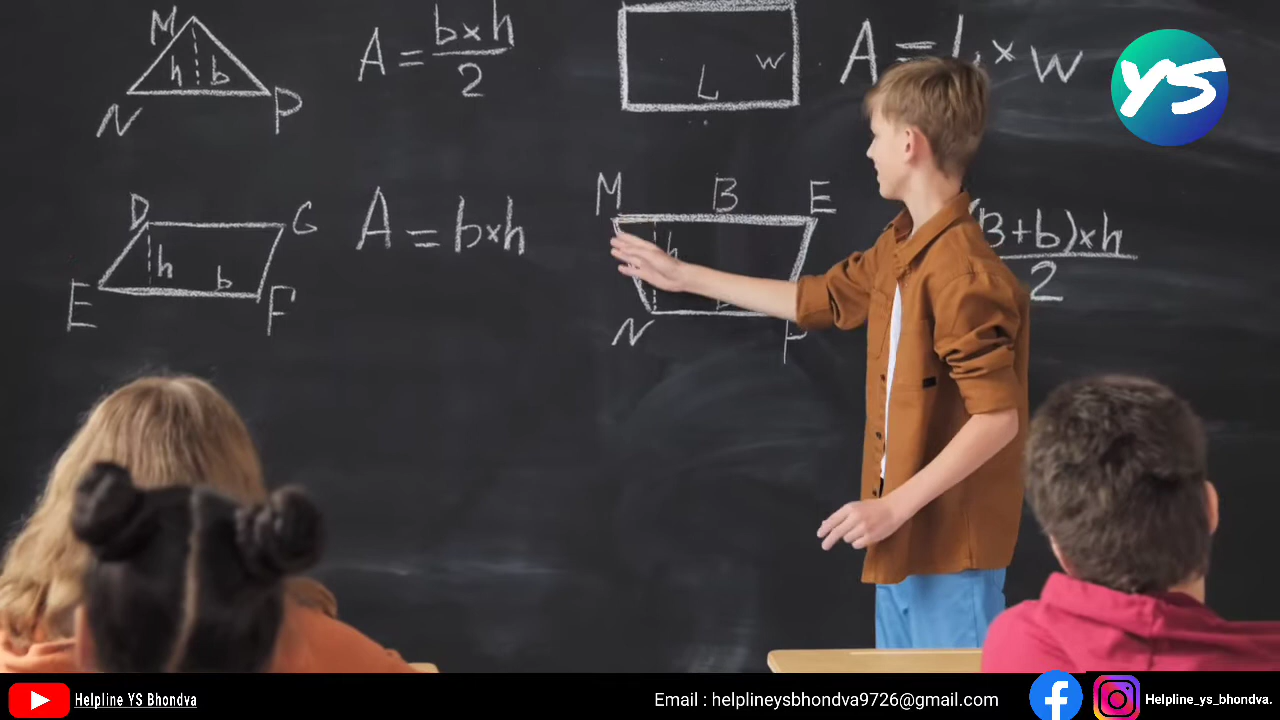 M
h b
N P
A = b×h
2
L W
A = L × W
YS
D G
h b
E F
A = b×h
M B E
h
N P
B+b)×h
2
Helpline YS Bhondva
Email : helplineysbhondva9726@gmail.com
Helpline_ys_bhondva.